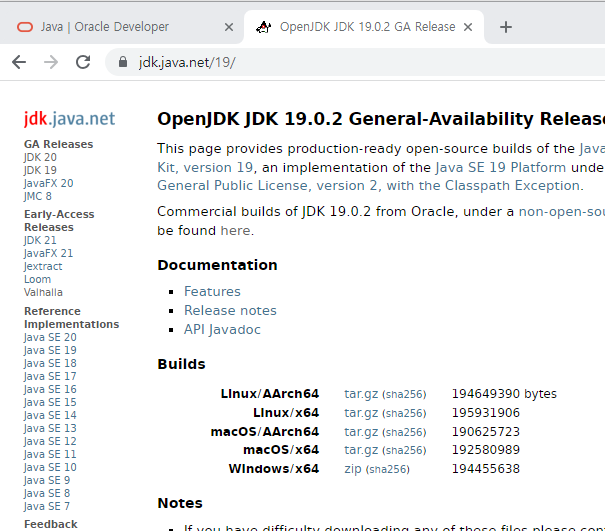 Java | Oracle Developer
OpenJDK JDK 19.0.2 GA Release
jdk.java.net/19/
jdk.java.net
GA Releases
JDK 20
JDK 19
JavaFX 20
JMC 8
Early-Access
Releases
JDK 21
JavaFX 21
Jextract
Loom
Valhalla
Reference
Implementations
Java SE 20
Java SE 19
Java SE 18
Java SE 17
Java SE 16
Java SE 15
Java SE 14
Java SE 13
Java SE 12
Java SE 11
Java SE 10
Java SE 9
Java SE 8
Java SE 7
Feedback
OpenJDK JDK 19.0.2 General-Availability Release
This page provides production-ready open-source builds of the Java
Kit, version 19, an implementation of the Java SE 19 Platform unde
General Public License, version 2, with the Classpath Exception.
Commercial builds of JDK 19.0.2 from Oracle, under a non-open-sou
be found here.
Documentation
Features
Release notes
API Javadoc
Builds
Linux/AArch64 tar.gz (sha256) 194649390 bytes
Linux/x64 tar.gz (sha256) 195931906
macOS/AArch64 tar.gz (sha256) 190625723
macOS/x64 tar.gz (sha256) 192580989
Windows/x64 zip (sha256) 194455638
Notes
If you have difficulty downloading any of these files please cont